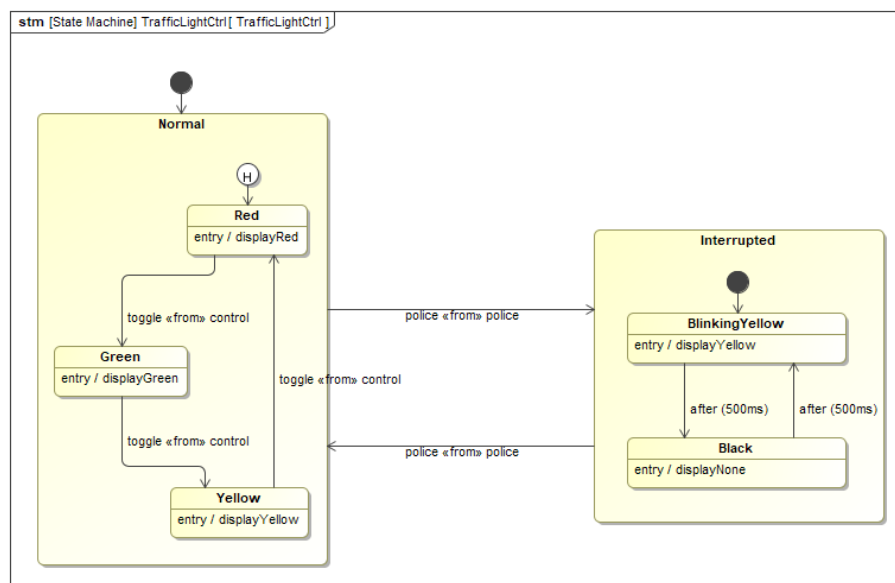 stm [State Machine] TrafficLightCtrl[ TrafficLightCtrl ]
Normal
H
Red
entry / displayRed
toggle «from» control
Green
entry / displayGreen
toggle «from» control
toggle «from» control
Yellow
entry / displayYellow
police «from» police
police «from» police
Interrupted
BlinkingYellow
entry / displayYellow
after (500ms)
after (500ms)
Black
entry / displayNone